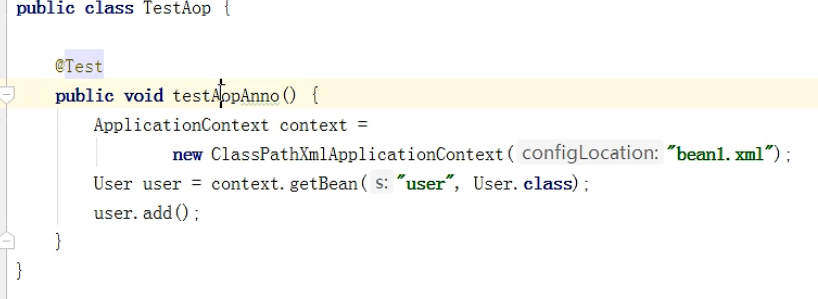 public class TestAop {
@Test
public void testAopAnno() {
ApplicationContext context =
new ClassPathXmlApplicationContext( configLocation: "bean1.xml");
User user = context.getBean( s: "user", User.class);
user.add();
}
}